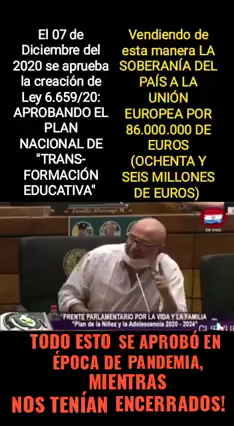 El 07 de
Diciembre del
2020 se aprueba
la creación de
Ley 6.659/20:
APROBANDO EL
PLAN
NACIONAL DE
"TRANS-
FORMACIÓN
EDUCATIVA"
Vendiendo de
esta manera LA
SOBERANÍA DEL
PAÍS A LA
UNIÓN
EUROPEA POR
86.000.000 DE
EUROS
(OCHENTA Y
SEIS MILLONES
DE EUROS)
EN VIVO
FRENTE PARLAMENTARIO POR LA VIDA Y LA FAMILIA
"Plan de la Niñez y la Adolescencia 2020 - 2024"
TODO ESTO SE APROBÓ EN
ÉPOCA DE PANDEMIA,
MIENTRAS
NOS TENÍAN ENCERRADOS!